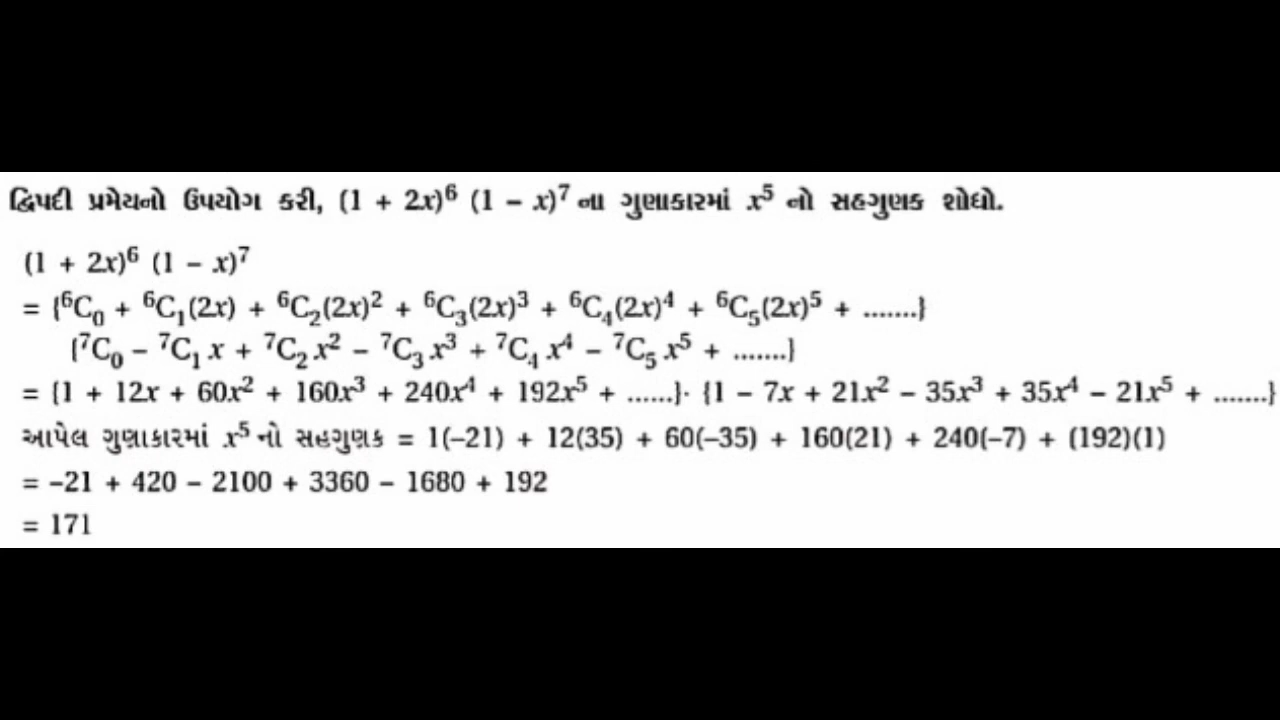 દ્વિપદી પ્રમેયનો ઉપયોગ કરી, (1 + 2x)⁶ (1 – x)⁷ ના ગુણાકારમાં x⁵ નો સહગુણક શોધો.
(1 + 2x)⁶ (1 – x)⁷
= {⁶C₀ + ⁶C₁(2x) + ⁶C₂(2x)² + ⁶C₃(2x)³ + ⁶C₄(2x)⁴ + ⁶C₅(2x)⁵ + .......}
{⁷C₀ – ⁷C₁ x + ⁷C₂ x² – ⁷C₃ x³ + ⁷C₄ x⁴ – ⁷C₅ x⁵ + .......}
= {1 + 12x + 60x² + 160x³ + 240x⁴ + 192x⁵ + ......}· {1 – 7x + 21x² – 35x³ + 35x⁴ – 21x⁵ + .......}
આપેલ ગુણાકારમાં x⁵ નો સહગુણક = 1(–21) + 12(35) + 60(–35) + 160(21) + 240(–7) + (192)(1)
= –21 + 420 – 2100 + 3360 – 1680 + 192
= 171